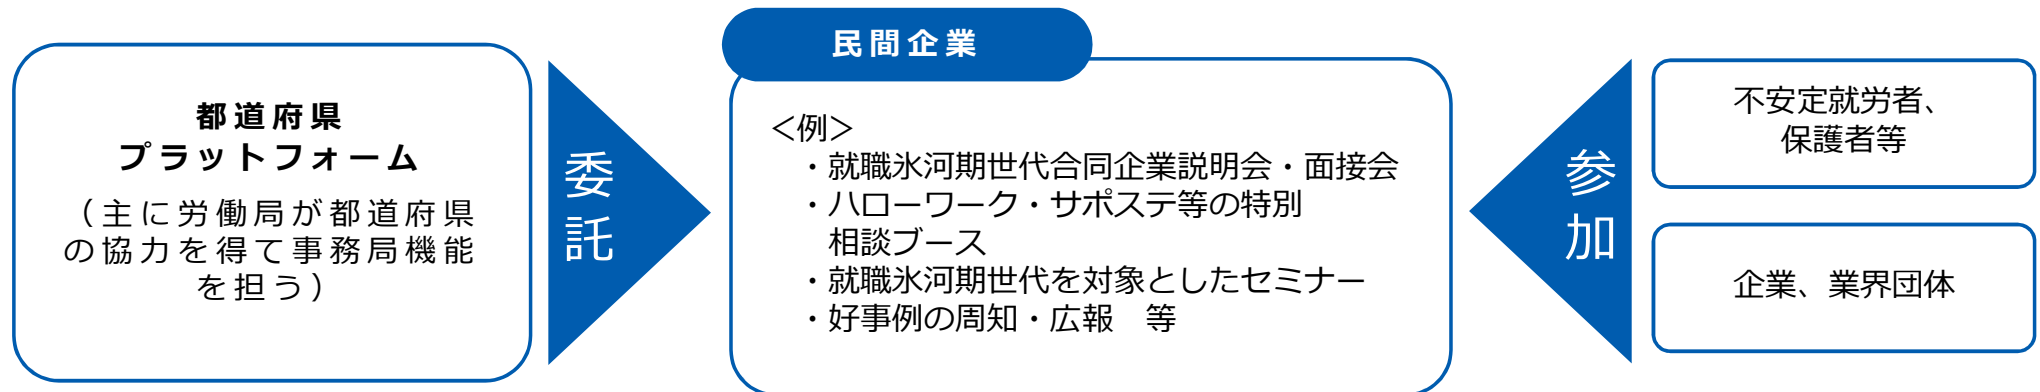 都道府県
プラットフォーム
（主に労働局が都道府県
の協力を得て事務局機能
を担う）
委託
民間企業
＜例＞
・就職氷河期世代合同企業説明会・面接会
・ハローワーク・サポステ等の特別
相談ブース
・就職氷河期世代を対象としたセミナー
・好事例の周知・広報　等
参加
不安定就労者、
保護者等
企業、業界団体